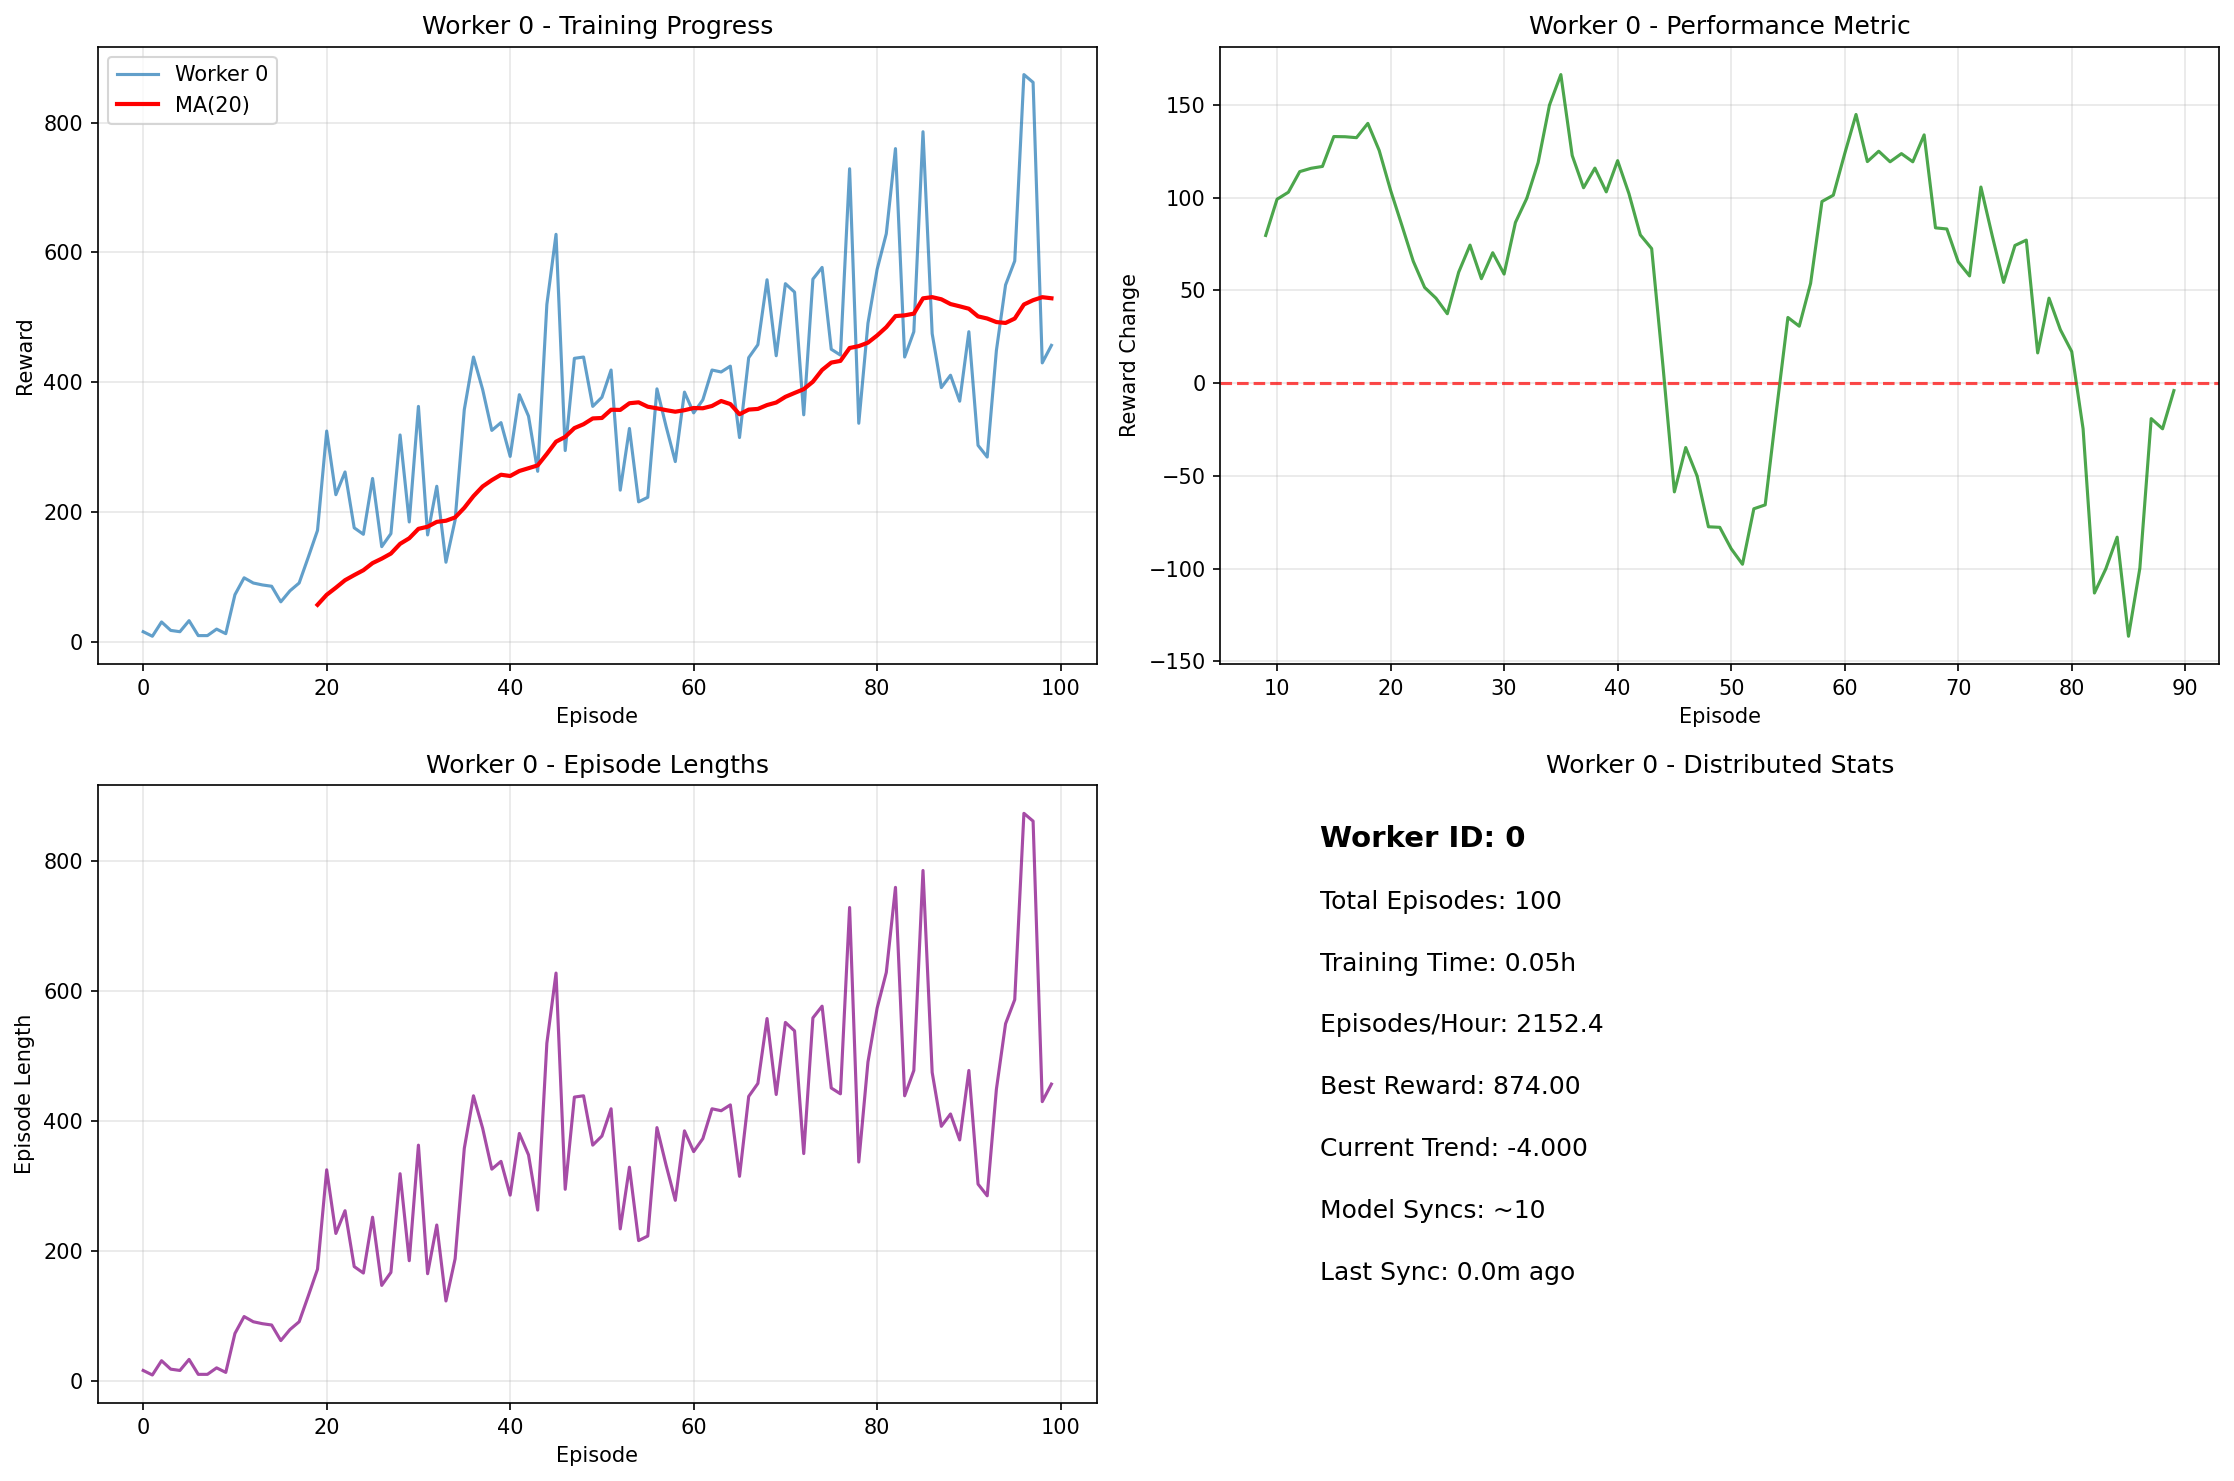 Worker 0 - Training Progress
Worker 0
MA(20)
Reward
800
600
400
200
0
0 20 40 60 80 100
Episode
Worker 0 - Performance Metric
Reward Change
150
100
50
0
−50
−100
−150
10 20 30 40 50 60 70 80 90
Episode
Worker 0 - Episode Lengths
Episode Length
800
600
400
200
0
0 20 40 60 80 100
Episode
Worker 0 - Distributed Stats
Worker ID: 0
Total Episodes: 100
Training Time: 0.05h
Episodes/Hour: 2152.4
Best Reward: 874.00
Current Trend: -4.000
Model Syncs: ~10
Last Sync: 0.0m ago